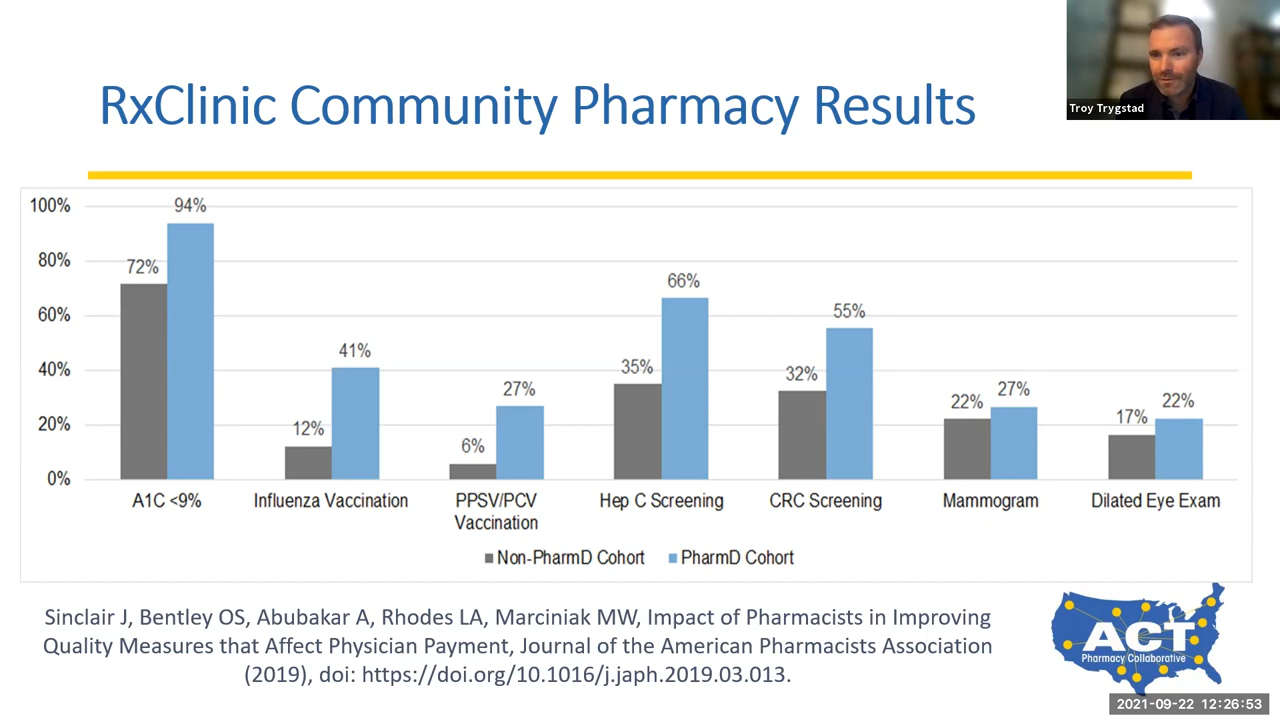 RxClinic Community Pharmacy Results
Troy Trygstad
100%
80%
60%
40%
20%
0%
72%
94%
12%
41%
6%
27%
35%
66%
32%
55%
22%
27%
17%
22%
A1C <9%
Influenza Vaccination
PPSV/PCV
Vaccination
Hep C Screening
CRC Screening
Mammogram
Dilated Eye Exam
Non-PharmD Cohort
PharmD Cohort
Sinclair J, Bentley OS, Abubakar A, Rhodes LA, Marciniak MW, Impact of Pharmacists in Improving
Quality Measures that Affect Physician Payment, Journal of the American Pharmacists Association
(2019), doi: https://doi.org/10.1016/j.japh.2019.03.013.
ACT
Pharmacy Collaborative
2021-09-22 12:26:53